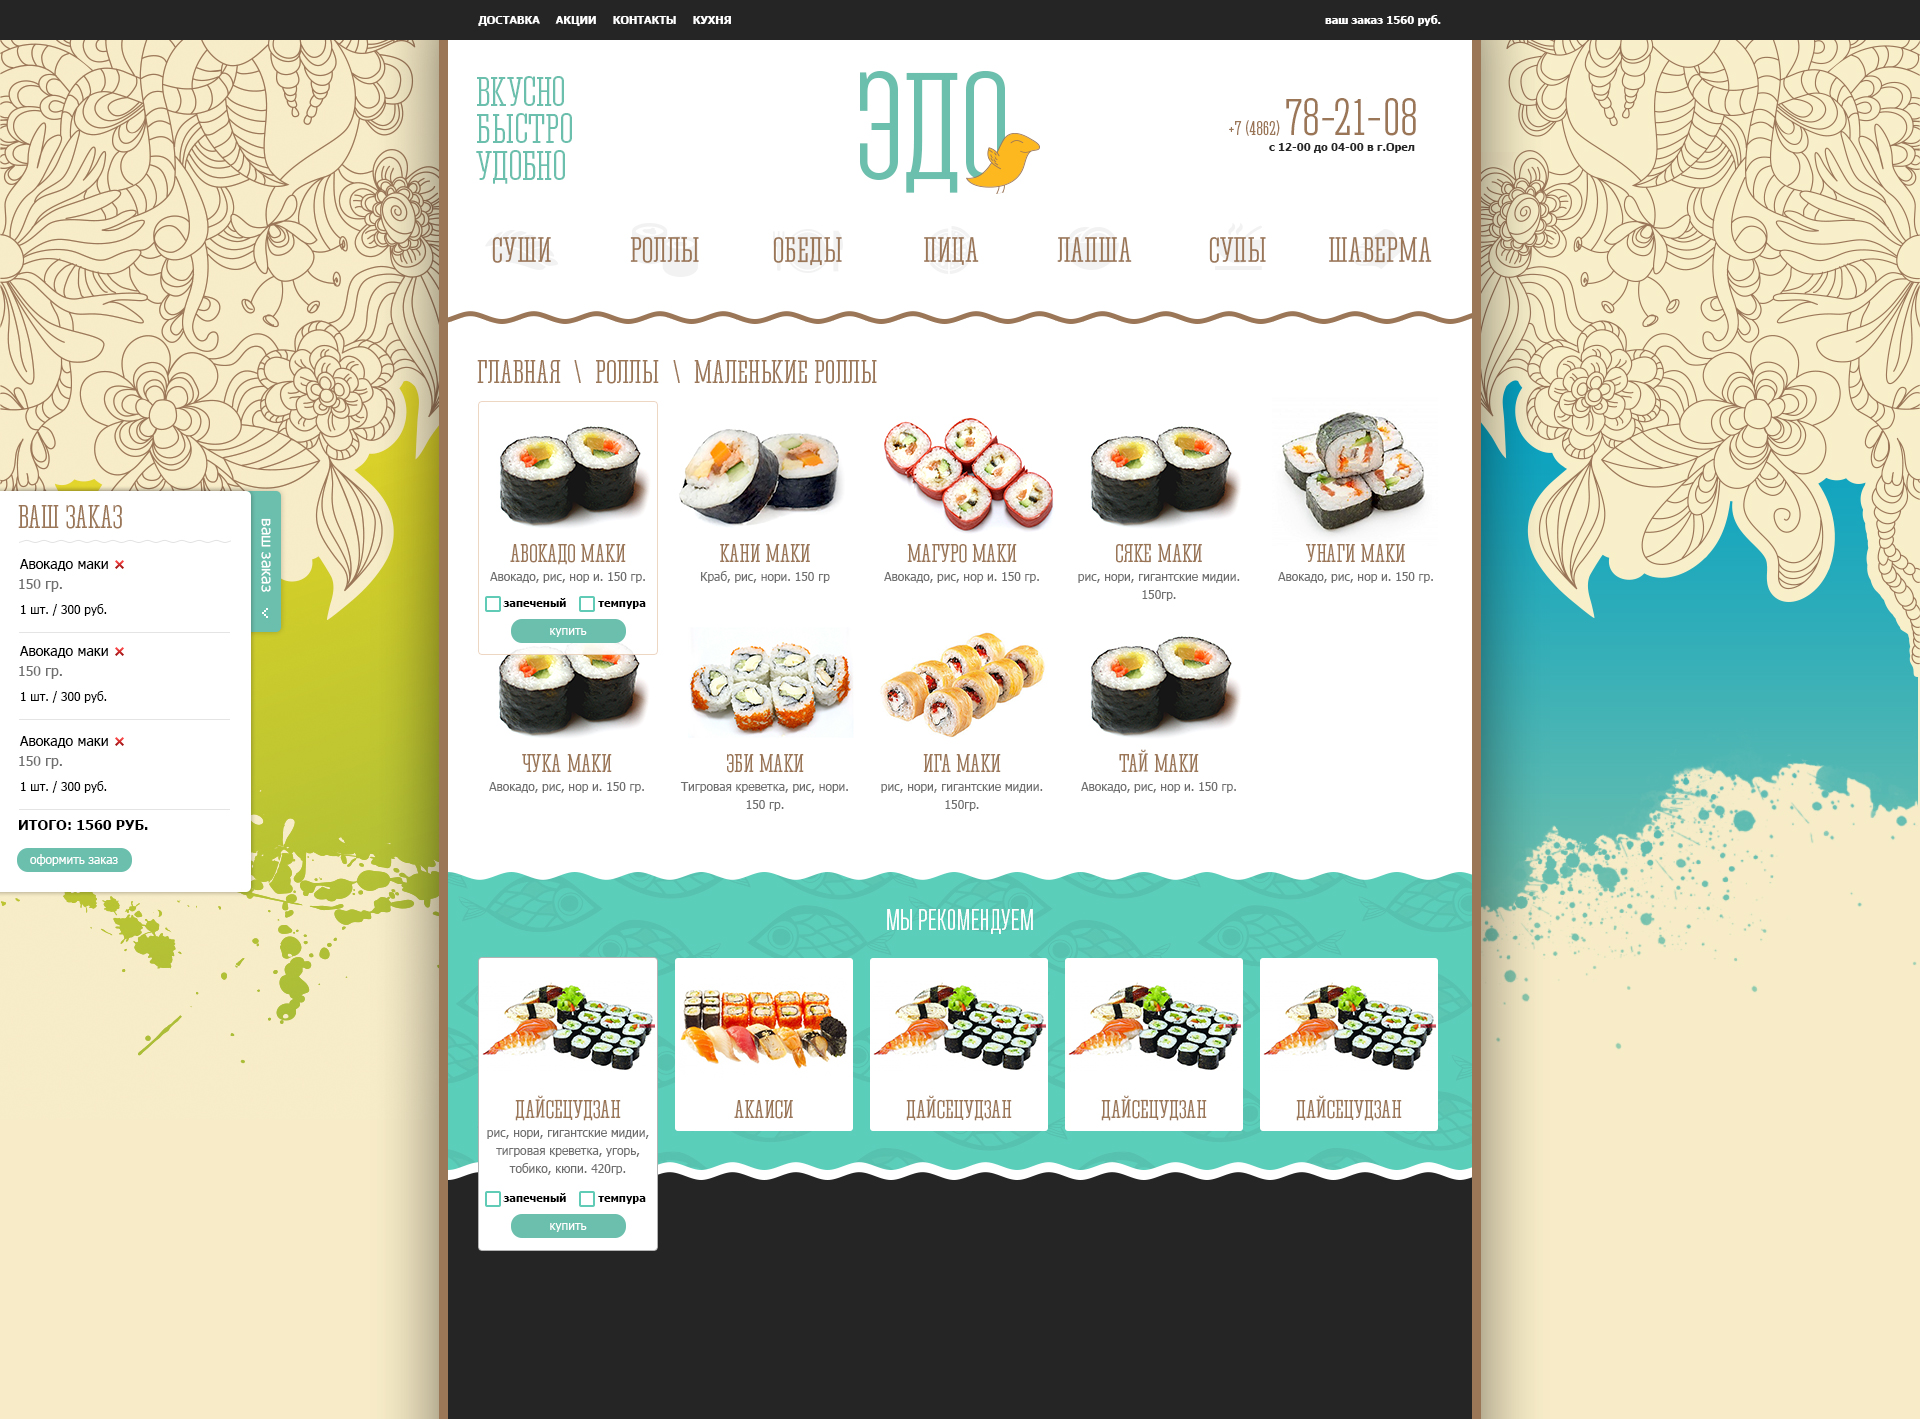 ДОСТАВКА АКЦИИ КОНТАКТЫ КУХНЯ
ваш заказ 1560 руб.
ВКУСНО
БЫСТРО
УДОБНО
ЭДО
+7 (4862) 78-21-08
с 12-00 до 04-00 в г.Орел
СУШИ РОЛЛЫ ОБЕДЫ ПИЦА ЛАПША СУПЫ ШАВЕРМА
ГЛАВНАЯ \ РОЛЛЫ \ МАЛЕНЬКИЕ РОЛЛЫ
АВОКАДО МАКИ
Авокадо, рис, нор и. 150 гр.
запеченый темпура
купить
КАНИ МАКИ
Краб, рис, нори. 150 гр
МАГУРО МАКИ
Авокадо, рис, нор и. 150 гр.
СЯКЕ МАКИ
рис, нори, гигантские мидии.
150гр.
УНАГИ МАКИ
Авокадо, рис, нор и. 150 гр.
ЧУКА МАКИ
Авокадо, рис, нор и. 150 гр.
ЭБИ МАКИ
Тигровая креветка, рис, нори.
150 гр.
ИГА МАКИ
рис, нори, гигантские мидии.
150гр.
ТАЙ МАКИ
Авокадо, рис, нор и. 150 гр.
ВАШ ЗАКАЗ
Авокадо маки
150 гр.
1 шт. / 300 руб.
Авокадо маки
150 гр.
1 шт. / 300 руб.
Авокадо маки
150 гр.
1 шт. / 300 руб.
ИТОГО: 1560 РУБ.
оформить заказ
ваш заказ
МЫ РЕКОМЕНДУЕМ
ДАЙСЕЦУДЗАН
рис, нори, гигантские мидии,
тигровая креветка, угорь,
тобико, кюпи. 420гр.
запеченый темпура
купить
АКАИСИ
ДАЙСЕЦУДЗАН
ДАЙСЕЦУДЗАН
ДАЙСЕЦУДЗАН